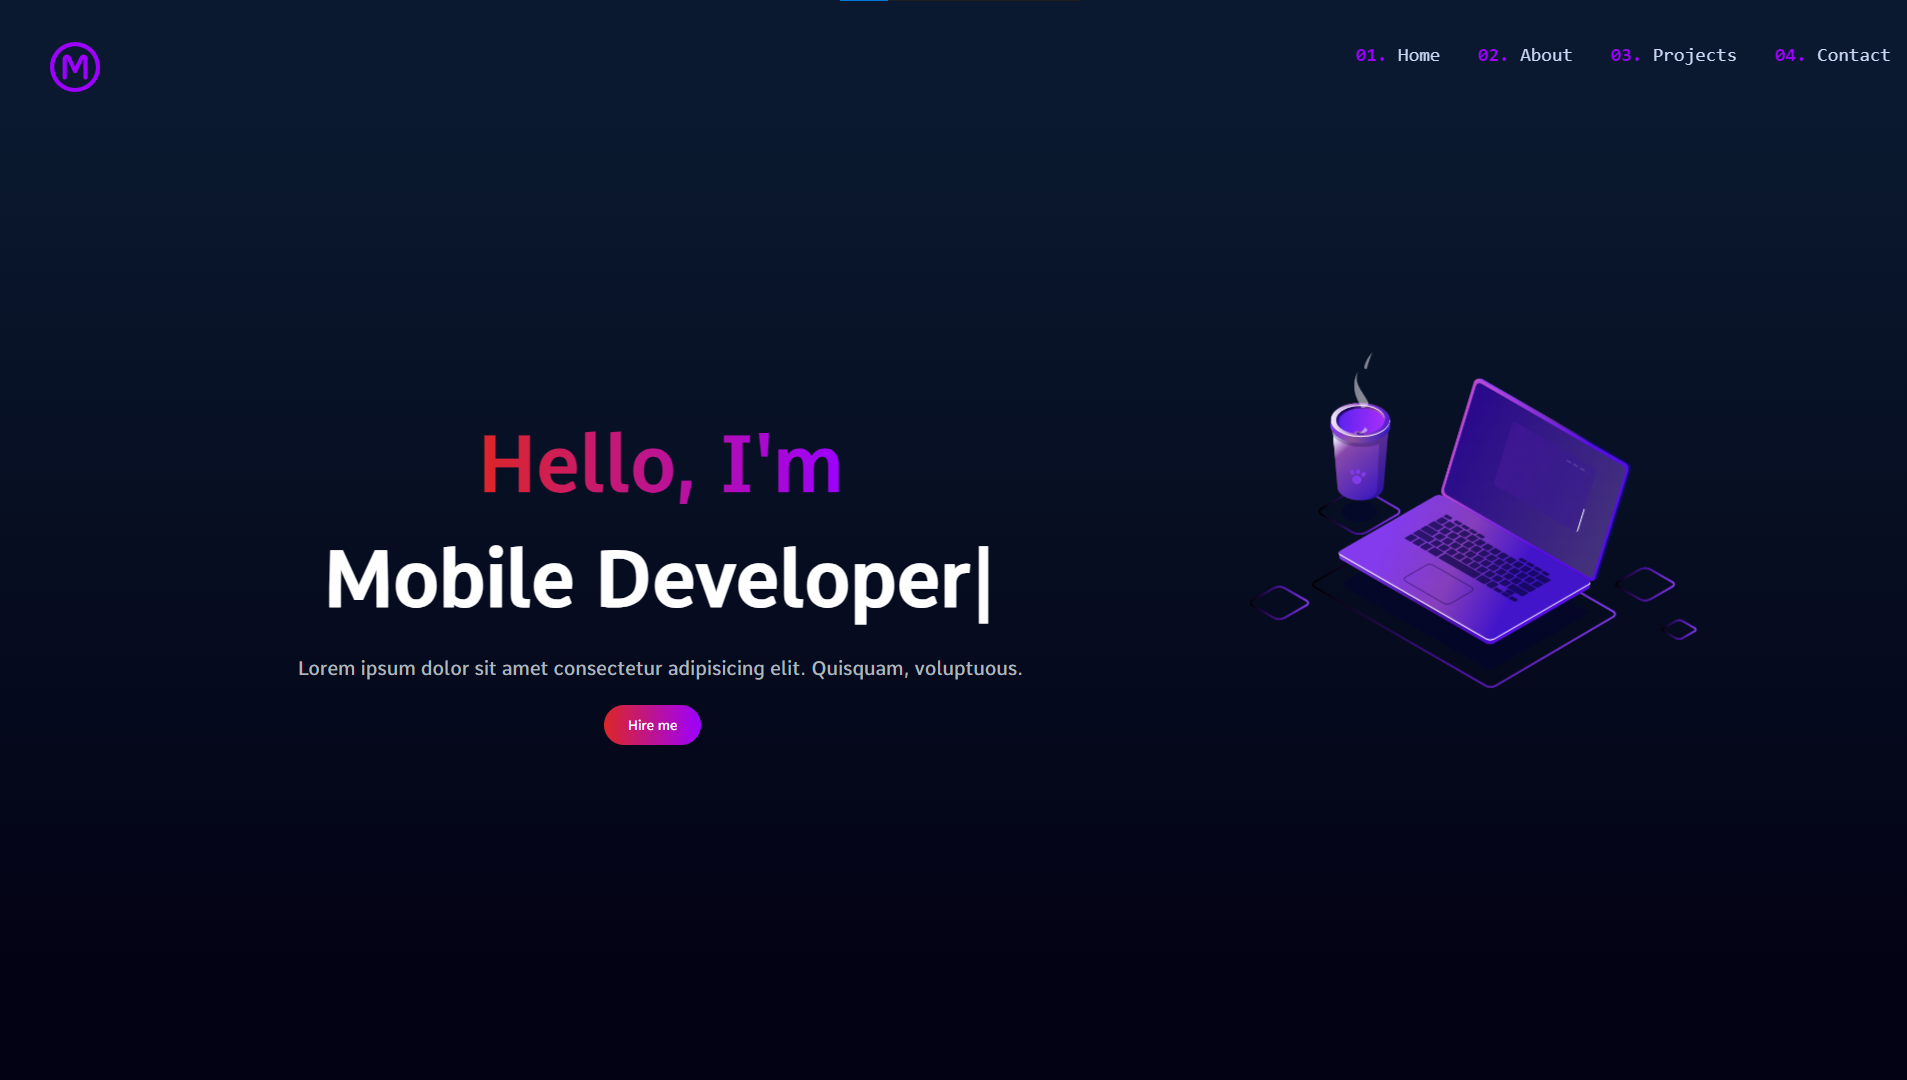 M
01. Home 02. About 03. Projects 04. Contact
Hello, I'm
Mobile Developer|
Lorem ipsum dolor sit amet consectetur adipisicing elit. Quisquam, voluptuous.
Hire me